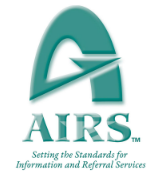 AIRS™
Setting the Standards for
Information and Referral Services